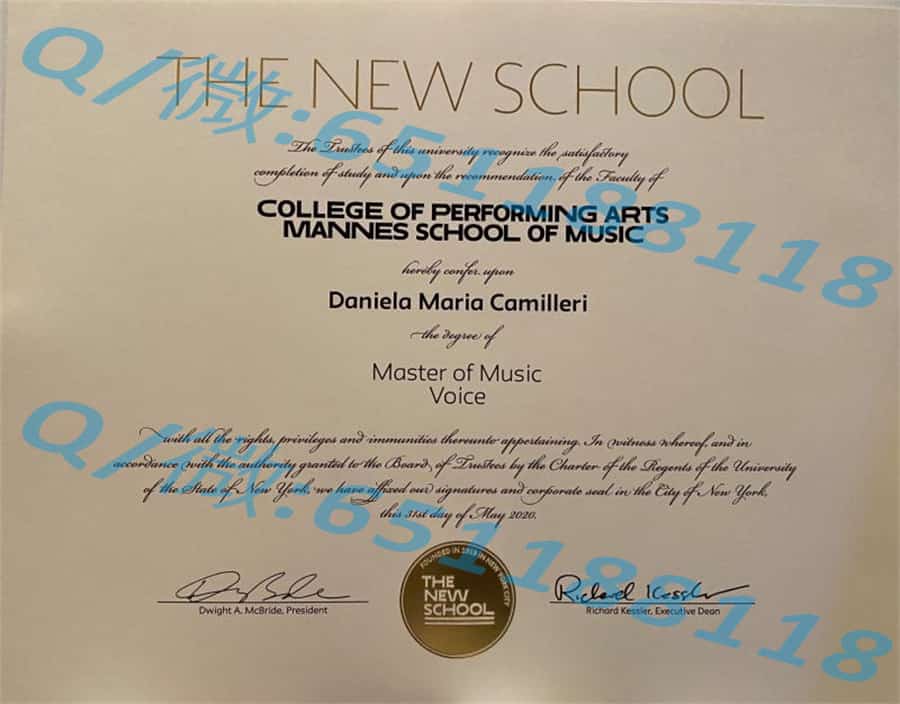 THE NEW SCHOOL
The Trustees of this university recognize the satisfactory
completion of study and upon the recommendation of the Faculty of
COLLEGE OF PERFORMING ARTS
MANNES SCHOOL OF MUSIC
hereby confer upon
Daniela Maria Camilleri
the degree of
Master of Music
Voice
with all the rights, privileges and immunities thereunto appertaining. In witness whereof, and in
accordance with the authority granted to the Board of Trustees by the Charter of the Regents of the University
of the State of New York, we have affixed our signatures and corporate seal in the City of New York,
this 31st day of May 2020.
FOUNDED IN 1919 IN NEW YORK CITY
THE
NEW
SCHOOL
Richard Kessler
Dwight A. McBride, President
Richard Kessler, Executive Dean
Q/微:65118118
Q/微:65118118